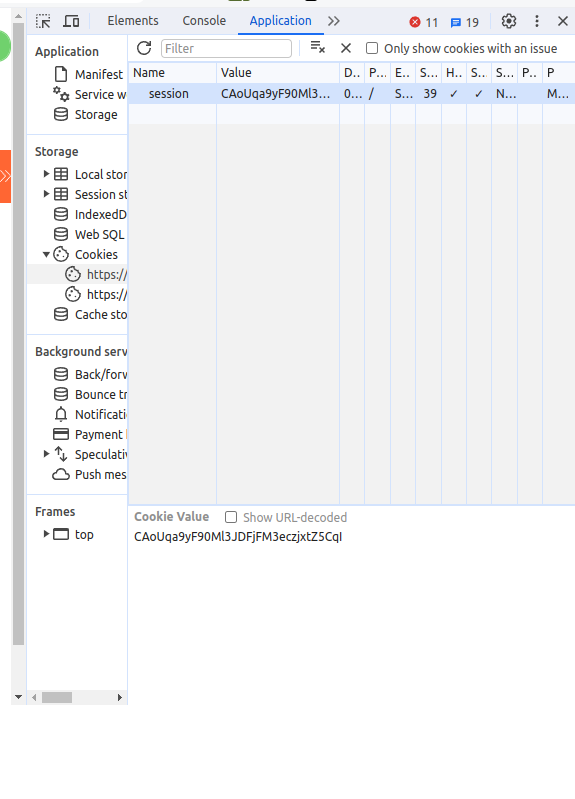 Elements Console Application 11 19
Application
Manifest
Service w
Storage
Storage
Local stor
Session st
IndexedD
Web SQL
Cookies
https://
https://
Cache sto
Background serv
Back/forw
Bounce tr
Notificati
Payment
Speculativ
Push mes
Frames
top
Filter Only show cookies with an issue
Name Value D... P... E... S... H... S... S... P... P
session CAoUqa9yF90Ml3... 0... / S... 39 ✓ ✓ N... M...
Cookie Value Show URL-decoded
CAoUqa9yF90Ml3JDFjFM3eczjxtZ5CqI